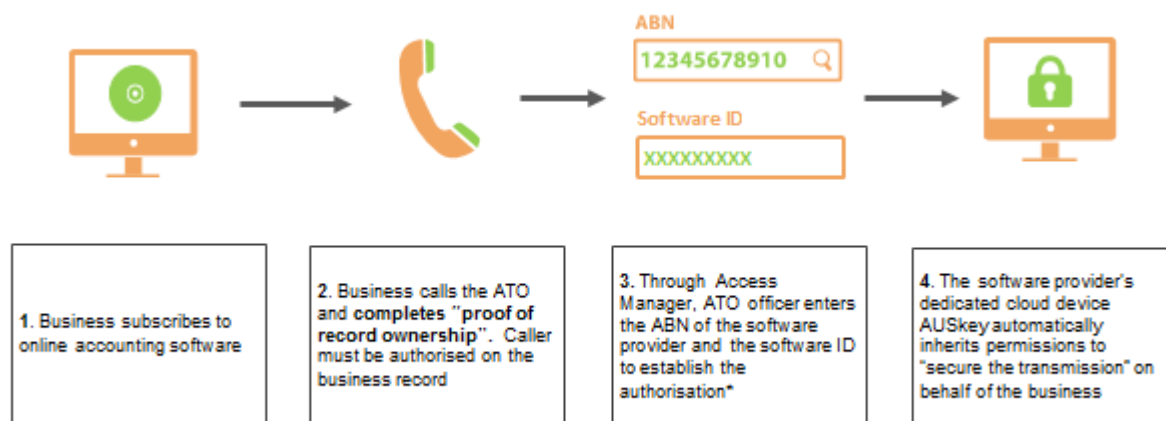 ABN
12345678910
Software ID
XXXXXXXXX
1. Business subscribes to
online accounting software
2. Business calls the ATO
and completes "proof of
record ownership". Caller
must be authorised on the
business record
3. Through Access
Manager, ATO officer enters
the ABN of the software
provider and the software ID
to establish the
authorisation*
4. The software provider's
dedicated cloud device
AUSkey automatically
inherits permissions to
"secure the transmission" on
behalf of the business